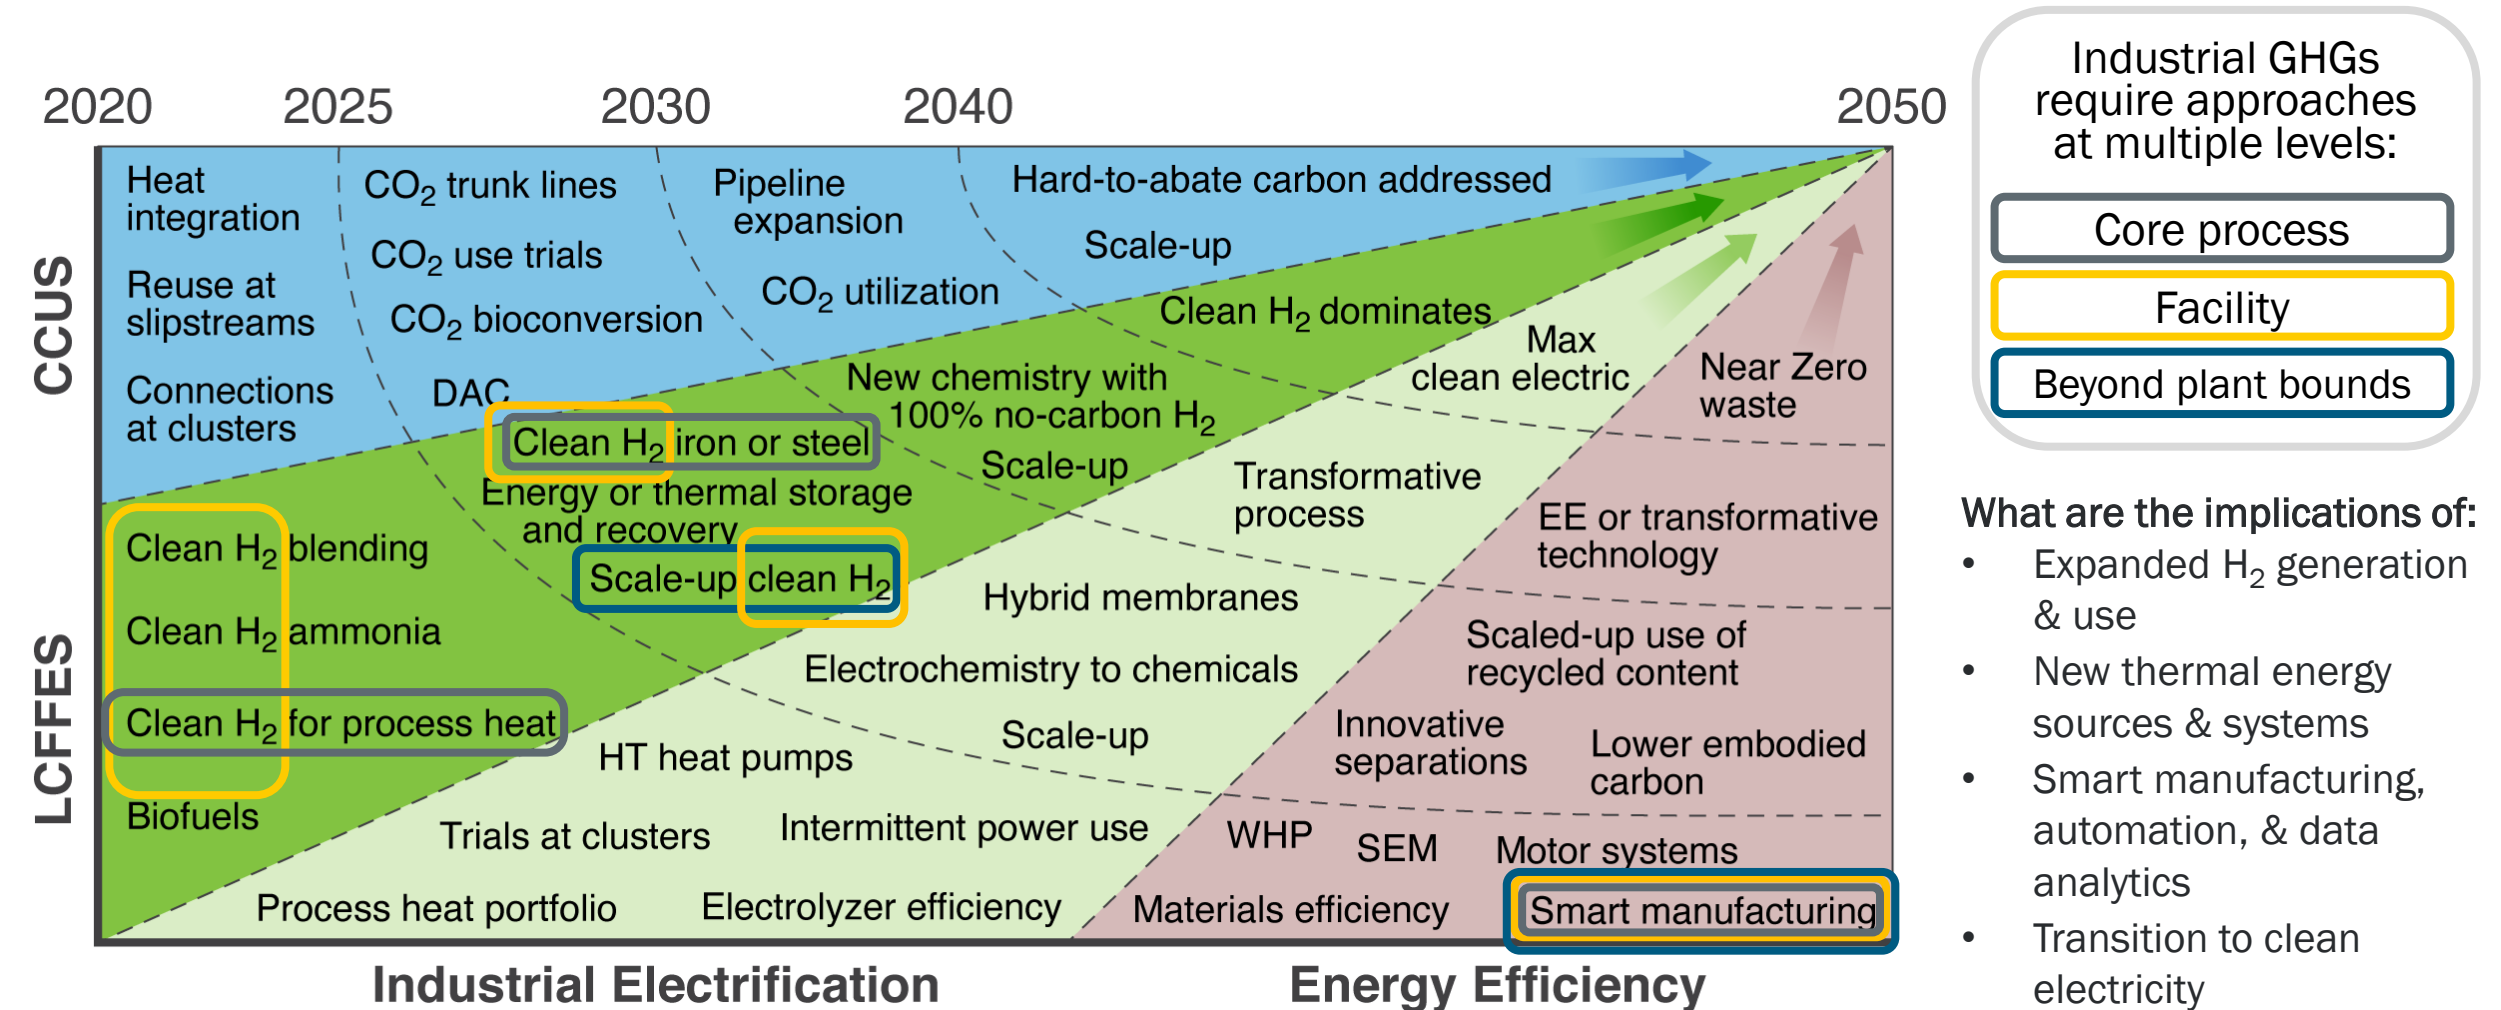 2020 2025 2030 2040 2050
CCUS
Heat
integration
Reuse at
slipstreams
Connections
at clusters
CO₂ trunk lines
CO₂ use trials
CO₂ bioconversion
DAC
Pipeline
expansion
CO₂ utilization
Hard-to-abate carbon addressed
Scale-up
LCFFES
Clean H₂ blending
Clean H₂ ammonia
Clean H₂ for process heat
Biofuels
Clean H₂ iron or steel
Energy or thermal storage
and recovery
Scale-up clean H₂
New chemistry with
100% no-carbon H₂
Scale-up
Clean H₂ dominates
Process heat portfolio
Trials at clusters
HT heat pumps
Intermittent power use
Electrolyzer efficiency
Hybrid membranes
Electrochemistry to chemicals
Scale-up
Transformative
process
Max
clean electric
WHP
SEM
Motor systems
Materials efficiency
Smart manufacturing
Innovative
separations
Lower embodied
carbon
Scaled-up use of
recycled content
EE or transformative
technology
Near Zero
waste
Industrial Electrification
Energy Efficiency
Industrial GHGs
require approaches
at multiple levels:
Core process
Facility
Beyond plant bounds
What are the implications of:
• Expanded H₂ generation
& use
• New thermal energy
sources & systems
• Smart manufacturing,
automation, & data
analytics
• Transition to clean
electricity